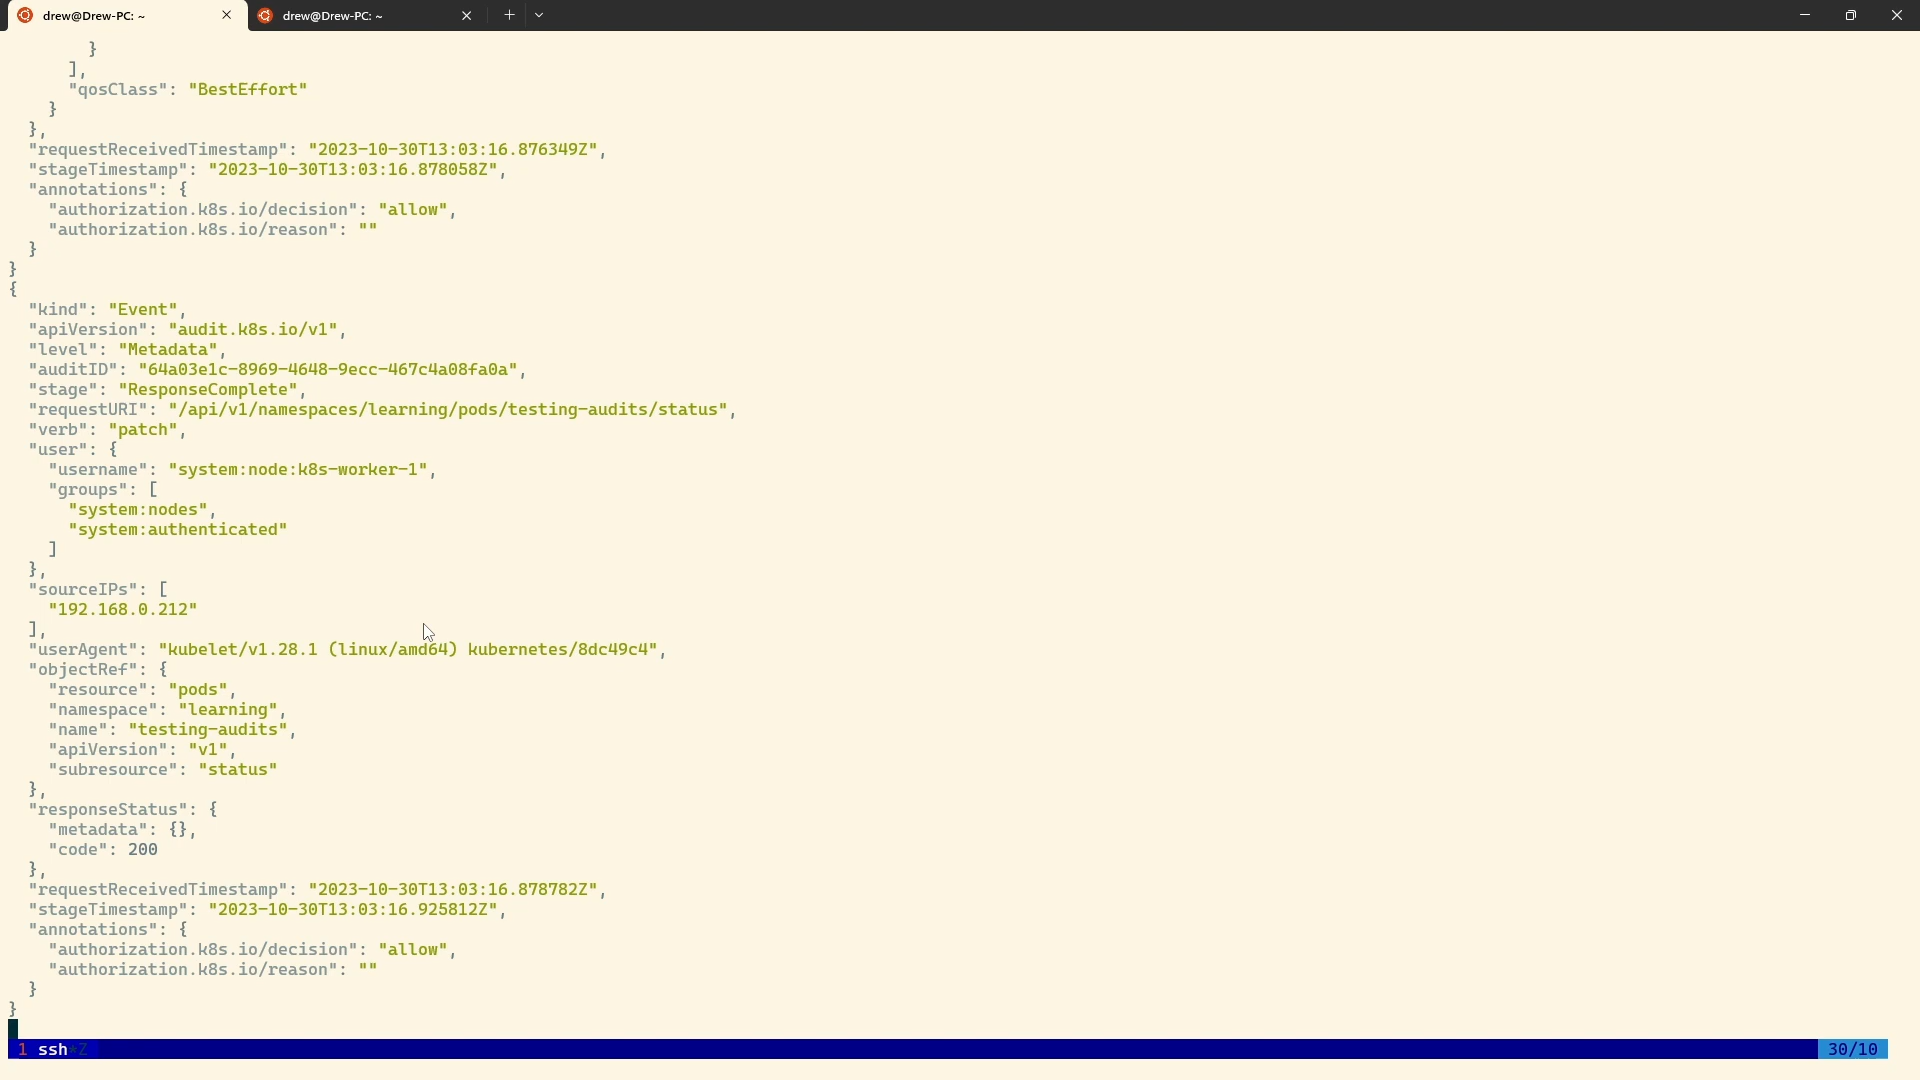 drew@Drew-PC: ~
drew@Drew-PC: ~
        }
      ],
      "qosClass": "BestEffort"
    }
  },
  "requestReceivedTimestamp": "2023-10-30T13:03:16.876349Z",
  "stageTimestamp": "2023-10-30T13:03:16.878058Z",
  "annotations": {
    "authorization.k8s.io/decision": "allow",
    "authorization.k8s.io/reason": ""
  }
}
{
  "kind": "Event",
  "apiVersion": "audit.k8s.io/v1",
  "level": "Metadata",
  "auditID": "64a03e1c-8969-4648-9ecc-467c4a08fa0a",
  "stage": "ResponseComplete",
  "requestURI": "/api/v1/namespaces/learning/pods/testing-audits/status",
  "verb": "patch",
  "user": {
    "username": "system:node:k8s-worker-1",
    "groups": [
      "system:nodes",
      "system:authenticated"
    ]
  },
  "sourceIPs": [
    "192.168.0.212"
  ],
  "userAgent": "kubelet/v1.28.1 (linux/amd64) kubernetes/8dc49c4",
  "objectRef": {
    "resource": "pods",
    "namespace": "learning",
    "name": "testing-audits",
    "apiVersion": "v1",
    "subresource": "status"
  },
  "responseStatus": {
    "metadata": {},
    "code": 200
  },
  "requestReceivedTimestamp": "2023-10-30T13:03:16.878782Z",
  "stageTimestamp": "2023-10-30T13:03:16.925812Z",
  "annotations": {
    "authorization.k8s.io/decision": "allow",
    "authorization.k8s.io/reason": ""
  }
}
1 ssh*Z 30/10